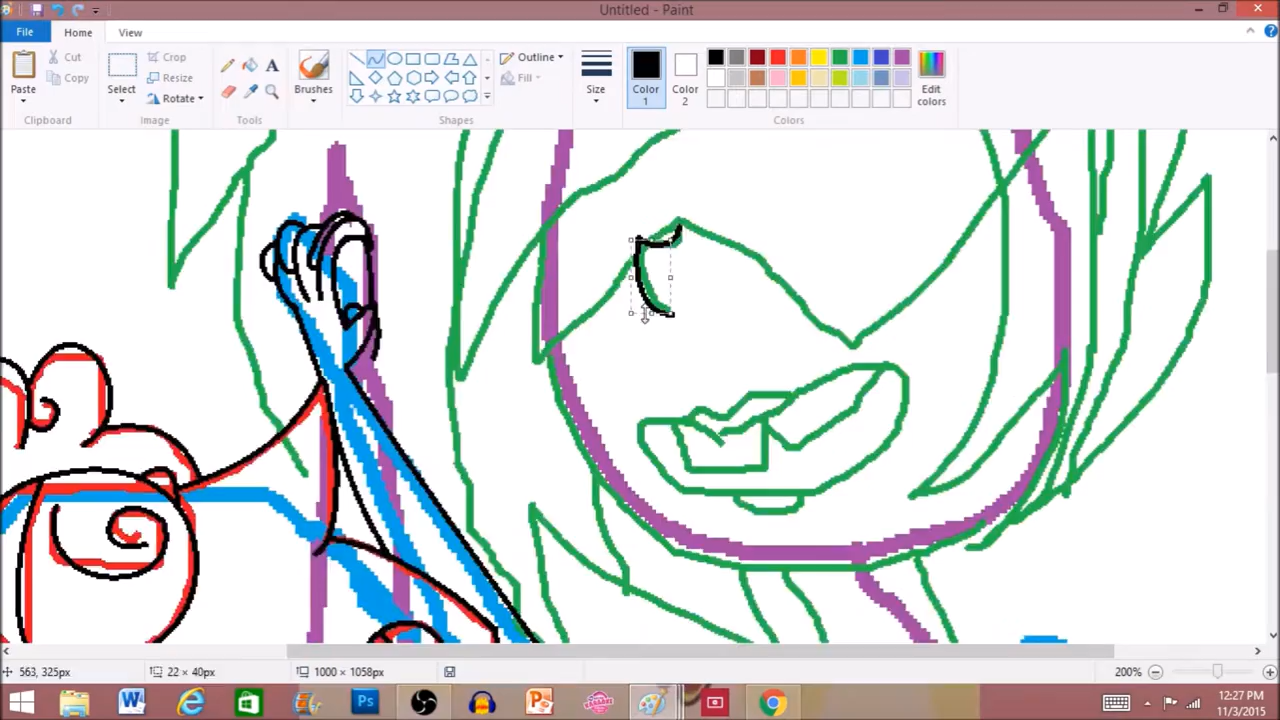 Untitled - Paint
File Home View
Paste
Cut
Copy
Clipboard
Select
Crop
Resize
Rotate
Image
A
Tools
Brushes
Outline
Fill
Shapes
Size
Color
1
Color
2
Edit
colors
Colors
563, 325px
22 × 40px
1000 × 1058px
200%
12:27 PM
11/3/2015